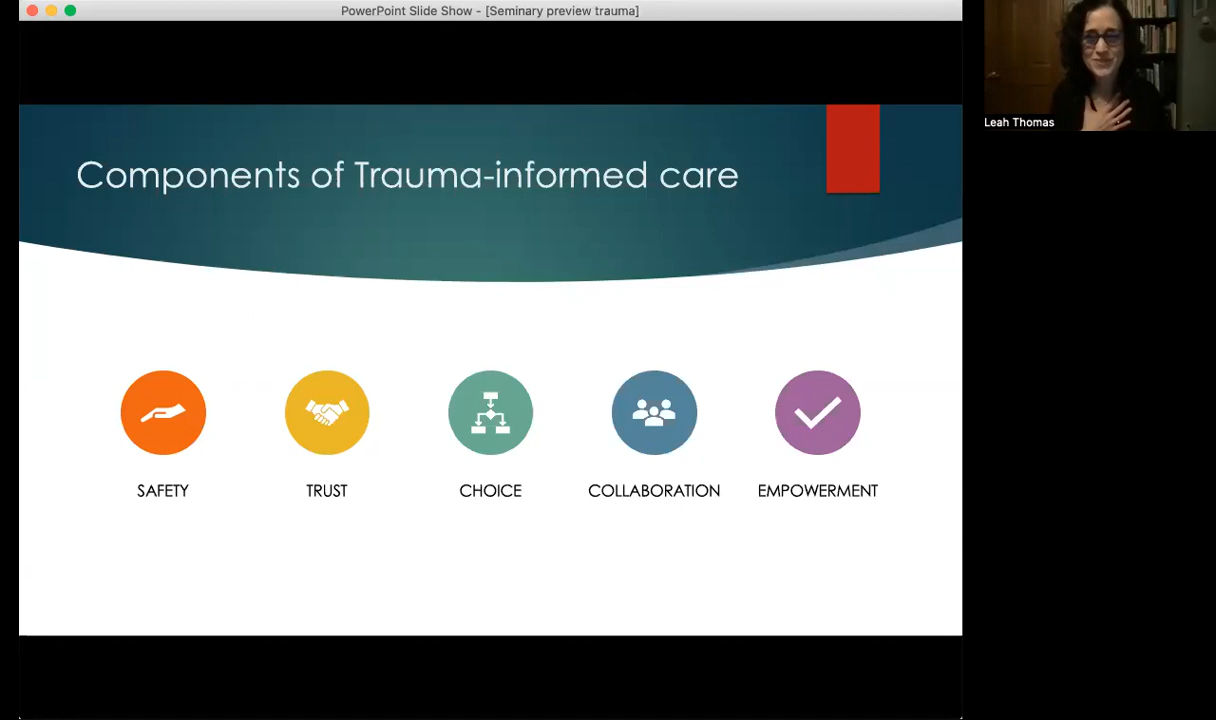 PowerPoint Slide Show - [Seminary preview trauma]
Leah Thomas
Components of Trauma-informed care
SAFETY
TRUST
CHOICE
COLLABORATION
EMPOWERMENT